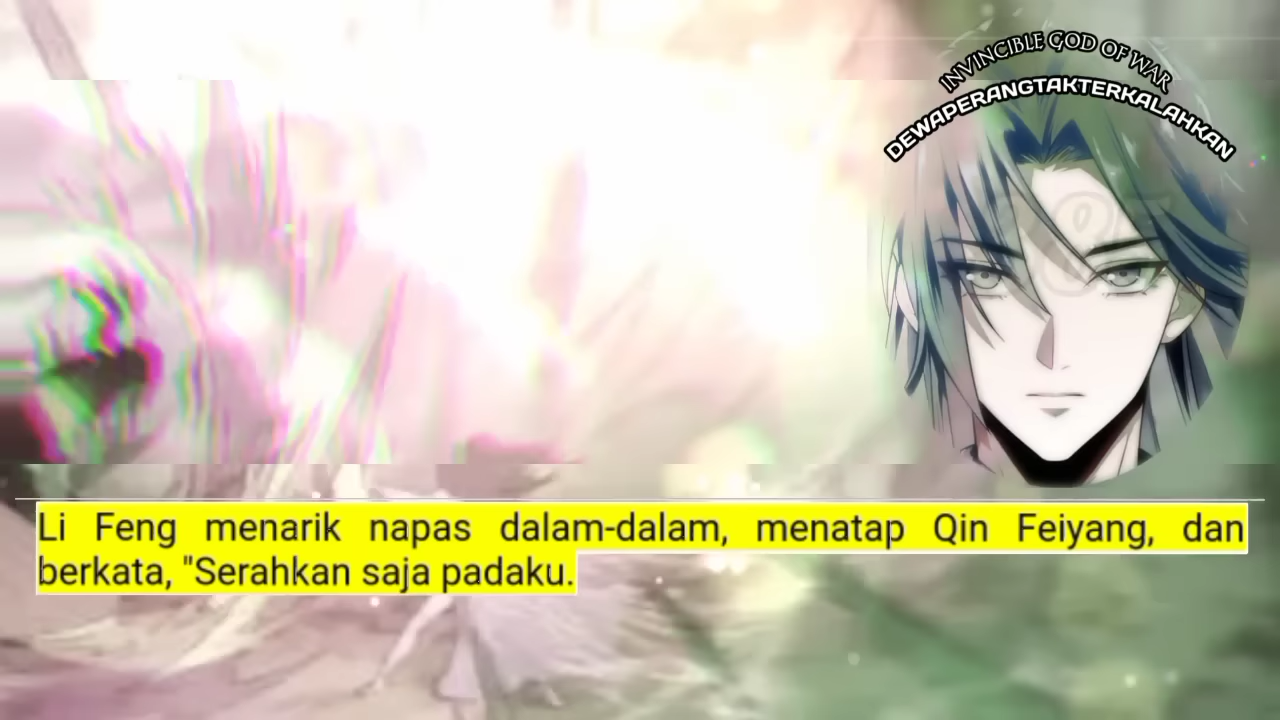 INVINCIBLE GOD OF WAR
DEWAPERANGTAKTERKALAHKAN
Li Feng menarik napas dalam-dalam, menatap Qin Feiyang, dan
berkata, "Serahkan saja padaku.